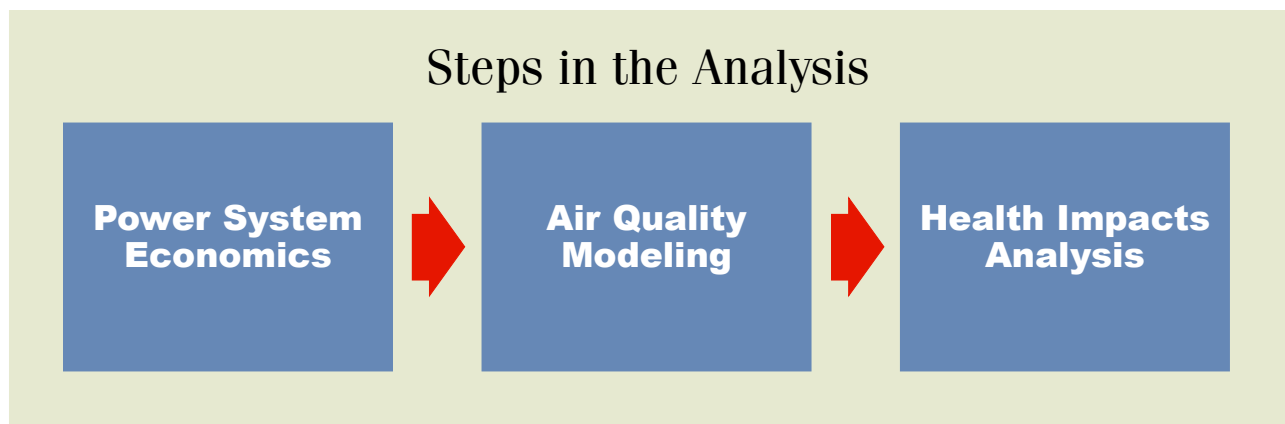 Steps in the Analysis
Power System
Economics
Air Quality
Modeling
Health Impacts
Analysis